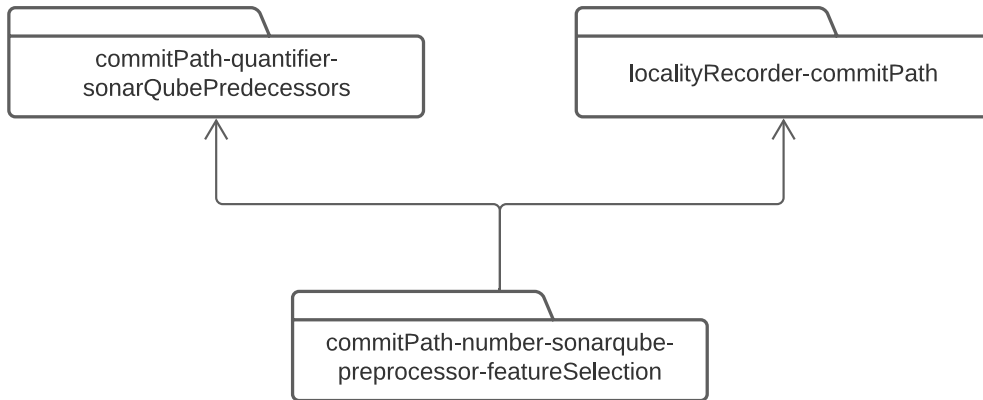 commitPath-quantifier-
sonarQubePredecessors
localityRecorder-commitPath
commitPath-number-sonarqube-
preprocessor-featureSelection